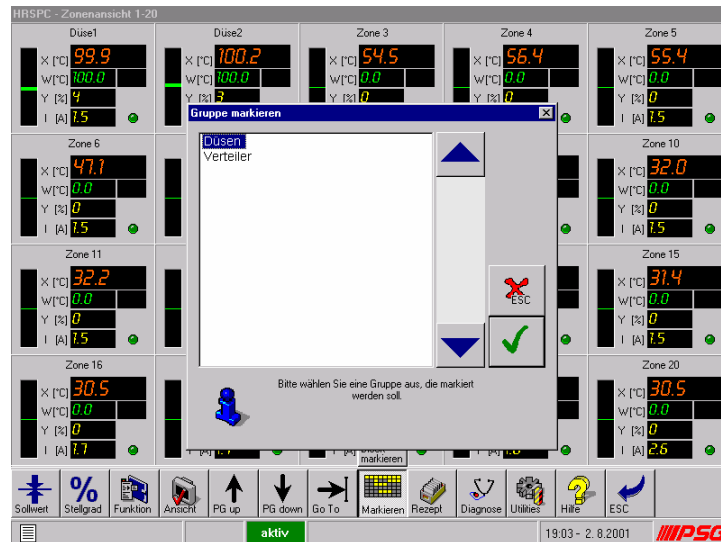 HRSPC - Zonenansicht 1-20
Düse1 Düse2 Zone 3 Zone 4 Zone 5
X [°C] 99.9 X [°C] 100.2 X [°C] 54.5 X [°C] 56.4 X [°C] 55.4
W[°C] 100.0 W[°C] 100.0 W[°C] 0.0 W[°C] 0.0 W[°C] 0.0
Y [%] 4 Y [%] 3 Y [%] 0 Y [%] 0 Y [%] 0
I [A] 1.5 I [A] 1.5
Gruppe markieren
Düsen
Verteiler
ESC
Bitte wählen Sie eine Gruppe aus, die markiert
werden soll.
Zone 6 Zone 10
X [°C] 47.1 X [°C] 32.0
W[°C] 0.0 W[°C] 0.0
Y [%] 0 Y [%] 0
I [A] 1.5 I [A] 1.5
Zone 11 Zone 15
X [°C] 32.2 X [°C] 31.4
W[°C] 0.0 W[°C] 0.0
Y [%] 0 Y [%] 0
I [A] 1.5 I [A] 1.5
Zone 16 Zone 20
X [°C] 30.5 X [°C] 30.5
W[°C] 0.0 W[°C] 0.0
Y [%] 0 Y [%] 0
I [A] 1.7 I [A] 2.6
markieren
Sollwert Stellgrad Funktion Ansicht PG up PG down Go To Markieren Rezept Diagnose Utilities Hilfe ESC
aktiv 19:03 - 2. 8.2001 PSG